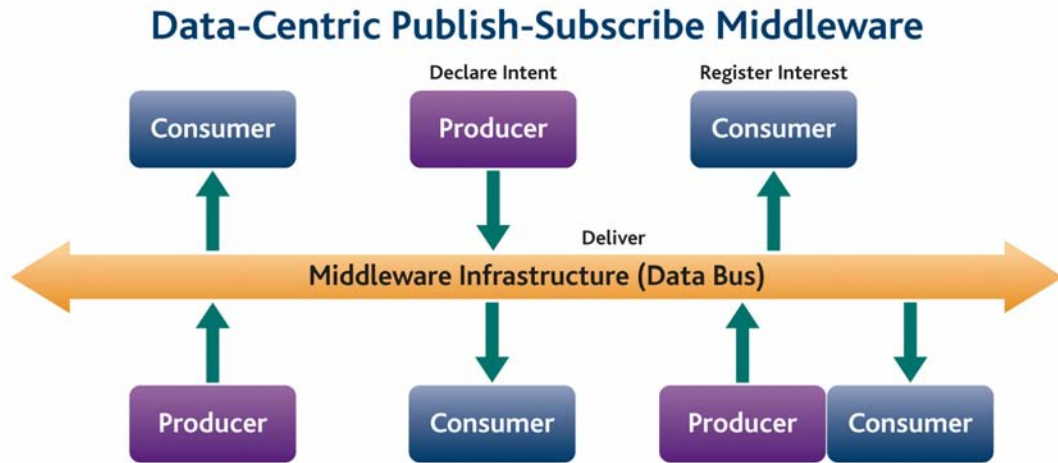 Data-Centric Publish-Subscribe Middleware
Declare Intent
Register Interest
Consumer
Producer
Consumer
Deliver
Middleware Infrastructure (Data Bus)
Producer
Consumer
Producer
Consumer